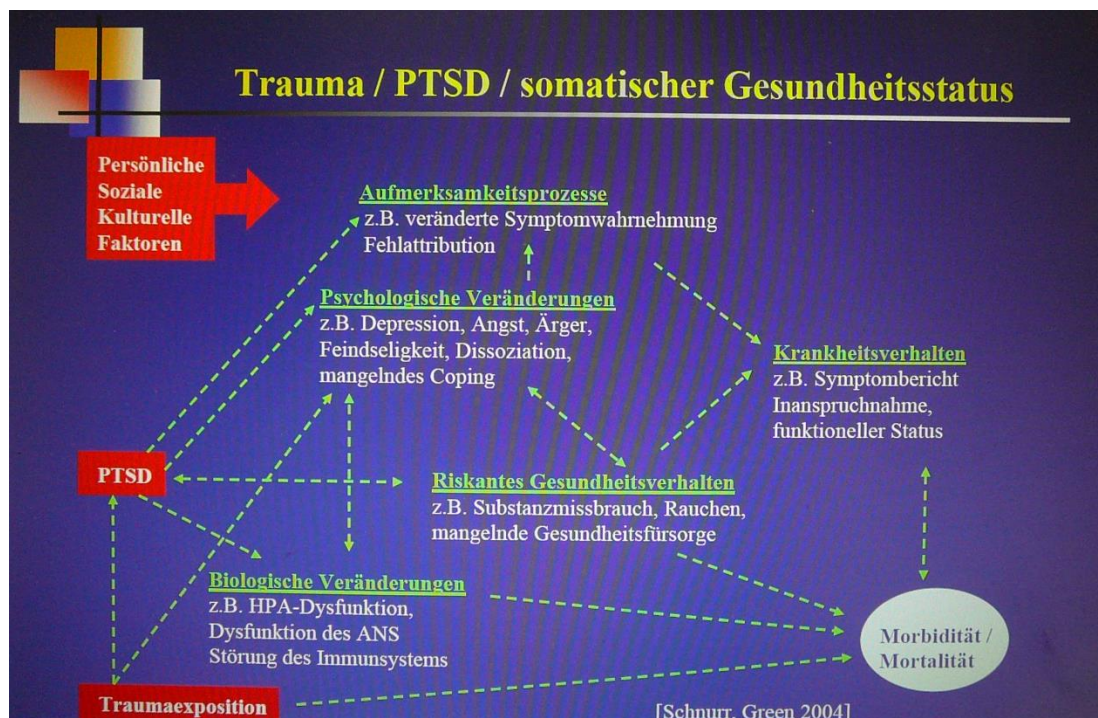 Trauma / PTSD / somatischer Gesundheitsstatus
Persönliche
Soziale
Kulturelle
Faktoren
Aufmerksamkeitsprozesse
z.B. veränderte Symptomwahrnehmung
Fehlattribution
Psychologische Veränderungen
z.B. Depression, Angst, Ärger,
Feindseligkeit, Dissoziation,
mangelndes Coping
Krankheitsverhalten
z.B. Symptombericht
Inanspruchnahme,
funktioneller Status
PTSD
Riskantes Gesundheitsverhalten
z.B. Substanzmissbrauch, Rauchen,
mangelnde Gesundheitsfürsorge
Biologische Veränderungen
z.B. HPA-Dysfunktion,
Dysfunktion des ANS
Störung des Immunsystems
Morbidität /
Mortalität
Traumaexposition
[Schnurr, Green 2004]